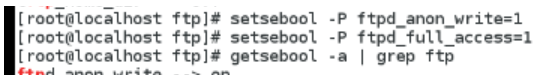 [root@localhost ftp]# setsebool -P ftpd_anon_write=1
[root@localhost ftp]# setsebool -P ftpd_full_access=1
[root@localhost ftp]# getsebool -a | grep ftp
ftpd_anon_write --> on